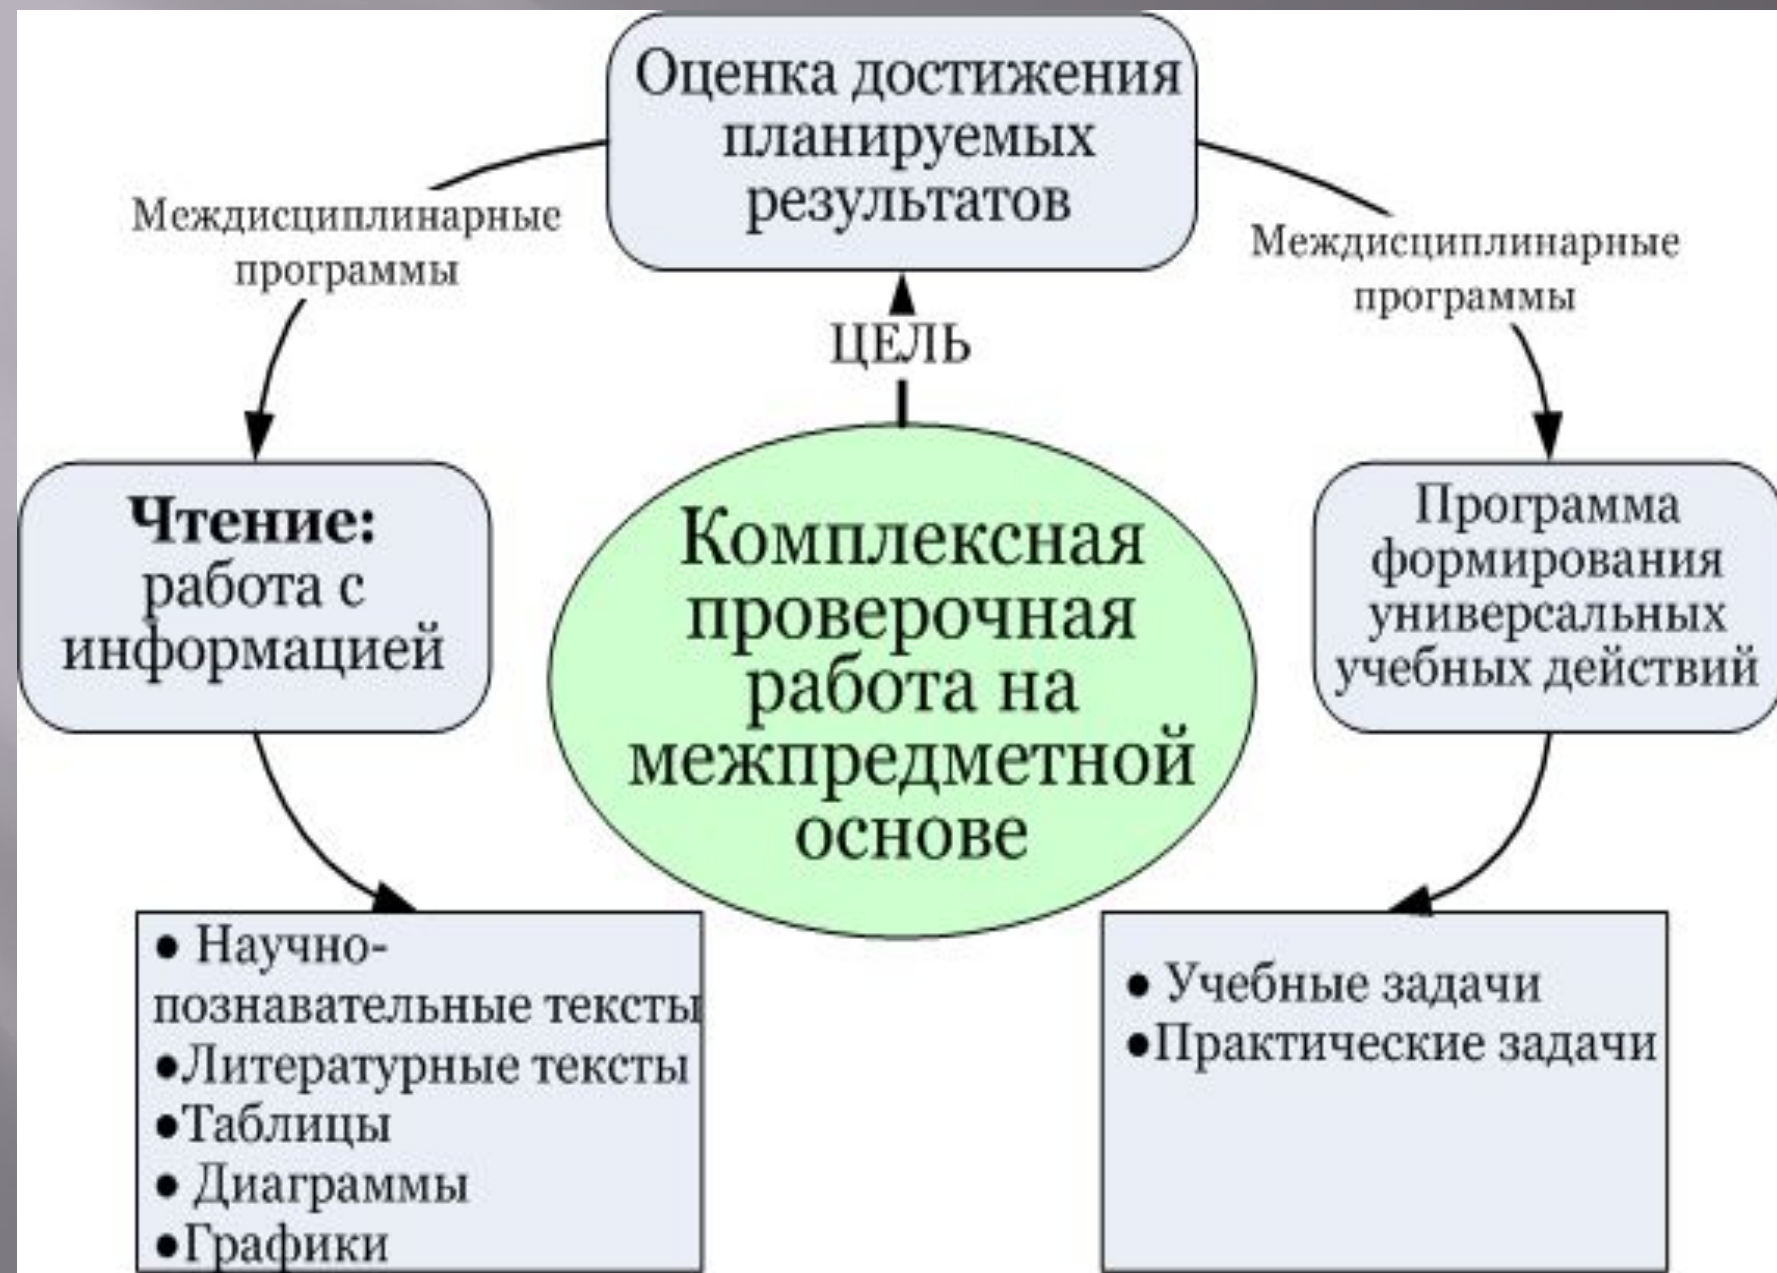 Оценка достижения
планируемых
результатов
Междисциплинарные
программы
Междисциплинарные
программы
ЦЕЛЬ
Чтение:
работа с
информацией
Комплексная
проверочная
работа на
межпредметной
основе
Программа
формирования
универсальных
учебных действий
● Научно-
познавательные тексты
●Литературные тексты
●Таблицы
● Диаграммы
●Графики
● Учебные задачи
●Практические задачи